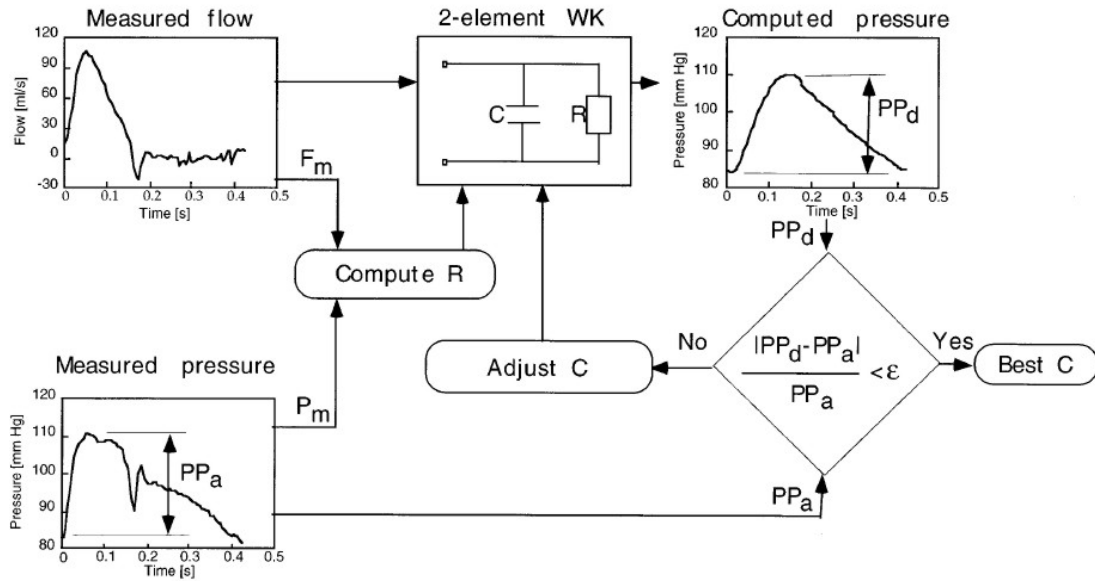 Measured flow
120
90
60
30
0
-30
Flow [ml/s]
0 0.1 0.2 0.3 0.4 0.5
Time [s]
F_m
2-element WK
C
R
Computed pressure
120
110
100
90
80
Pressure [mm Hg]
PP_d
0 0.1 0.2 0.3 0.4 0.5
Time [s]
PP_d
Compute R
Measured pressure
120
110
100
90
80
Pressure [mm Hg]
PP_a
0 0.1 0.2 0.3 0.4 0.5
Time [s]
P_m
Adjust C
No
|PP_d-PP_a|
PP_a
<ε
Yes
Best C
PP_a